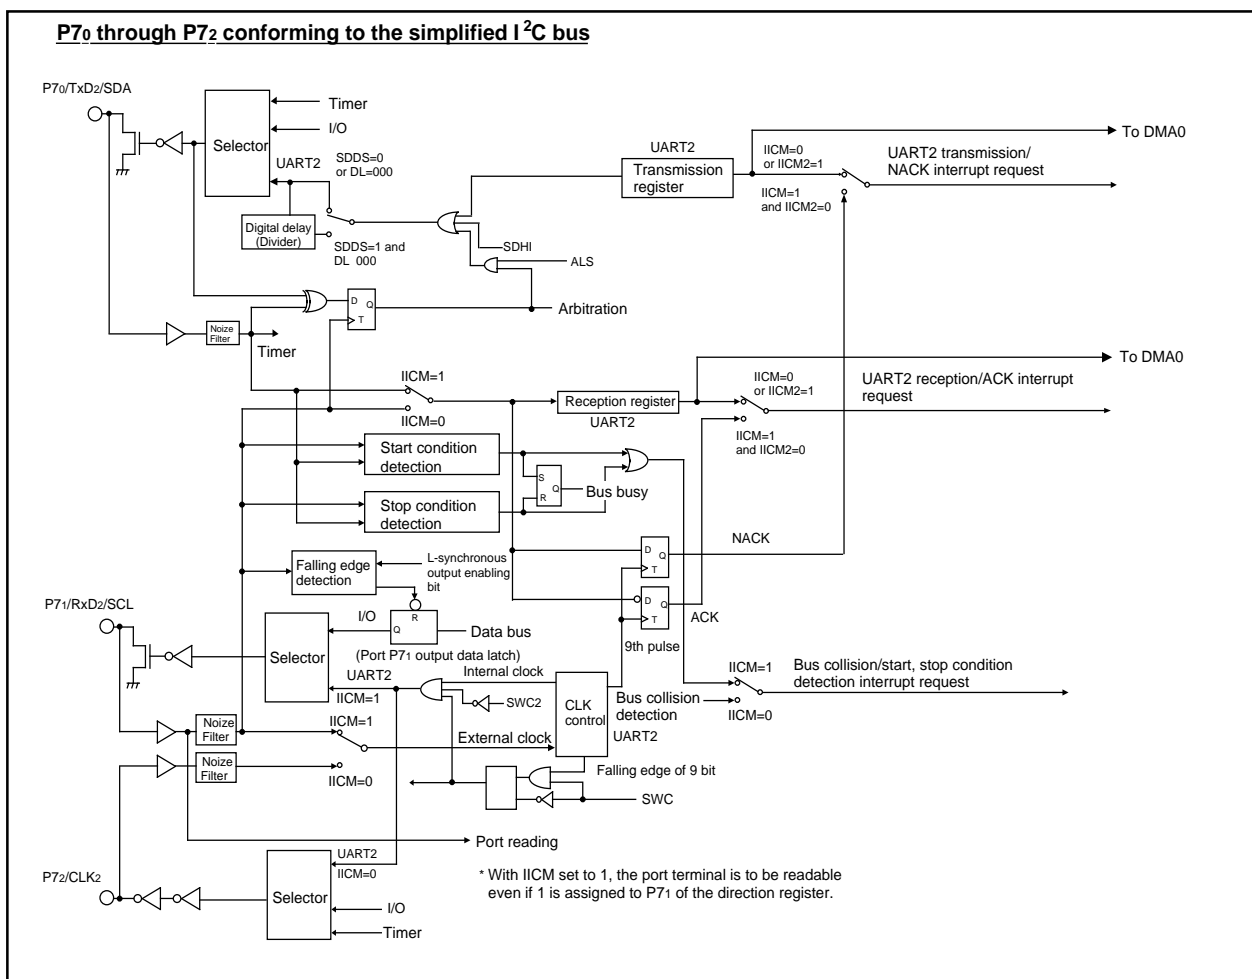 P70 through P72 conforming to the simplified I 2C bus
P70/TxD2/SDA
Timer
I/O
Selector
UART2
SDDS=0
or DL=000
Digital delay
(Divider)
SDDS=1 and
DL 000
UART2
Transmission
register
SDHI
ALS
IICM=0
or IICM2=1
IICM=1
and IICM2=0
To DMA0
UART2 transmission/
NACK interrupt request
D
Q
T
Arbitration
Noize
Filter
Timer
IICM=1
IICM=0
Reception register
UART2
IICM=0
or IICM2=1
IICM=1
and IICM2=0
To DMA0
UART2 reception/ACK interrupt
request
Start condition
detection
S
R
Q
Bus busy
Stop condition
detection
NACK
D
Q
T
Falling edge
detection
L-synchronous
output enabling
bit
D
Q
T
ACK
9th pulse
P71/RxD2/SCL
I/O
R
Q
Data bus
(Port P71 output data latch)
Selector
UART2
IICM=1
Internal clock
SWC2
CLK
control
UART2
Bus collision
detection
IICM=1
IICM=0
Bus collision/start, stop condition
detection interrupt request
Noize
Filter
IICM=1
External clock
Noize
Filter
IICM=0
Falling edge of 9 bit
SWC
Port reading
P72/CLK2
UART2
IICM=0
Selector
I/O
Timer
* With IICM set to 1, the port terminal is to be readable
even if 1 is assigned to P71 of the direction register.